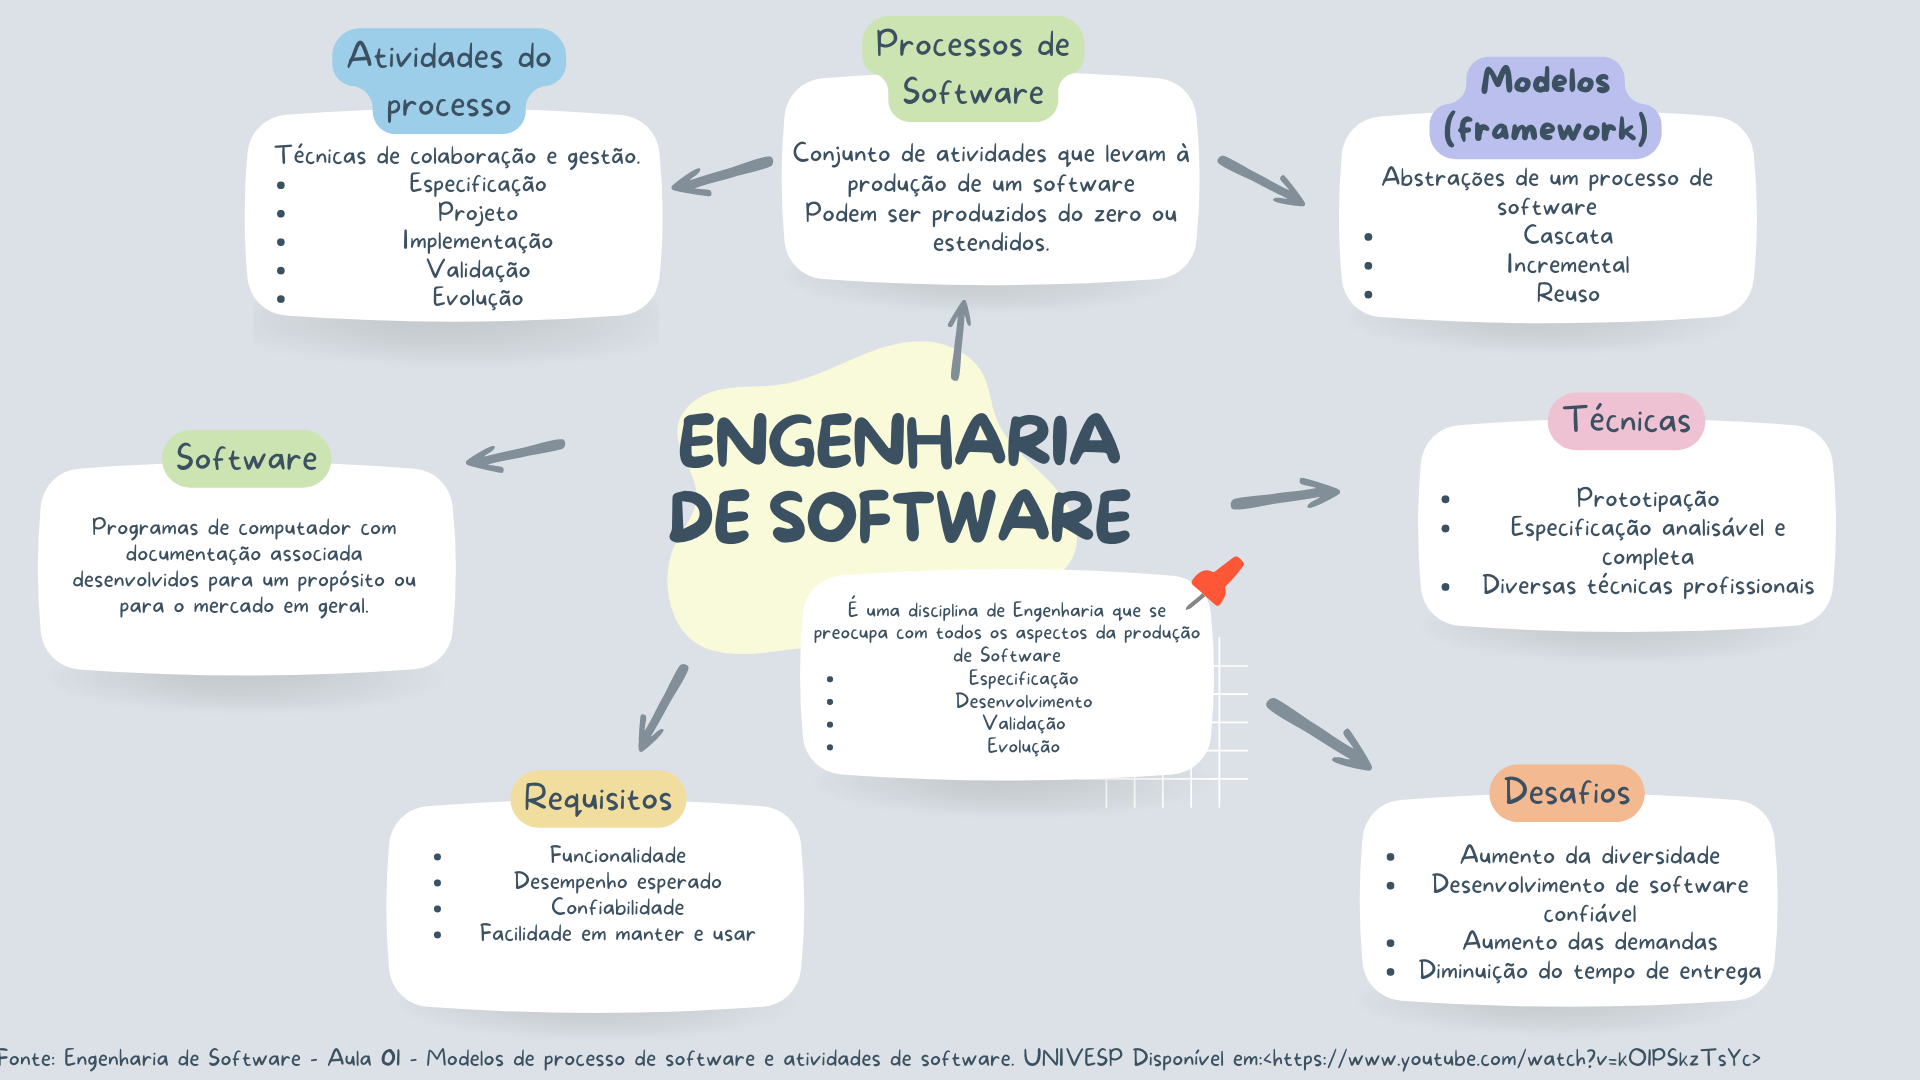 Atividades do
processo
Técnicas de colaboração e gestão.
• Especificação
• Projeto
• Implementação
• Validação
• Evolução
Processos de
Software
Conjunto de atividades que levam à
produção de um software
Podem ser produzidos do zero ou
estendidos.
Modelos
(framework)
Abstrações de um processo de
software
• Cascata
• Incremental
• Reuso
Software
Programas de computador com
documentação associada
desenvolvidos para um propósito ou
para o mercado em geral.
ENGENHARIA
DE SOFTWARE
É uma disciplina de Engenharia que se
preocupa com todos os aspectos da produção
de Software
• Especificação
• Desenvolvimento
• Validação
• Evolução
Técnicas
• Prototipação
• Especificação analisável e
completa
• Diversas técnicas profissionais
Requisitos
• Funcionalidade
• Desempenho esperado
• Confiabilidade
• Facilidade em manter e usar
Desafios
• Aumento da diversidade
• Desenvolvimento de software
confiável
• Aumento das demandas
• Diminuição do tempo de entrega
Fonte: Engenharia de Software - Aula 01 - Modelos de processo de software e atividades de software. UNIVESP Disponível em:<https://www.youtube.com/watch?v=kOIPSkzTsYc>